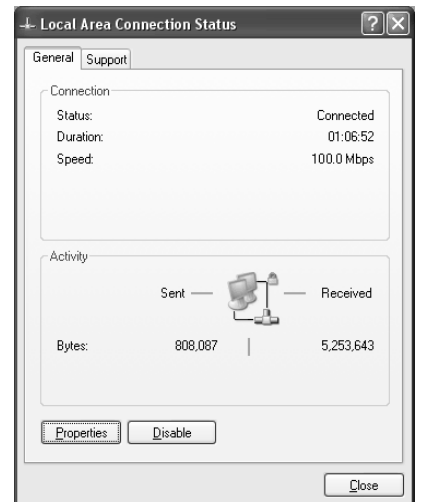 Local Area Connection Status ? X
General Support
Connection
Status: Connected
Duration: 01:06:52
Speed: 100.0 Mbps
Activity
Sent — — Received
Bytes: 808,087 | 5,253,643
Properties Disable
Close